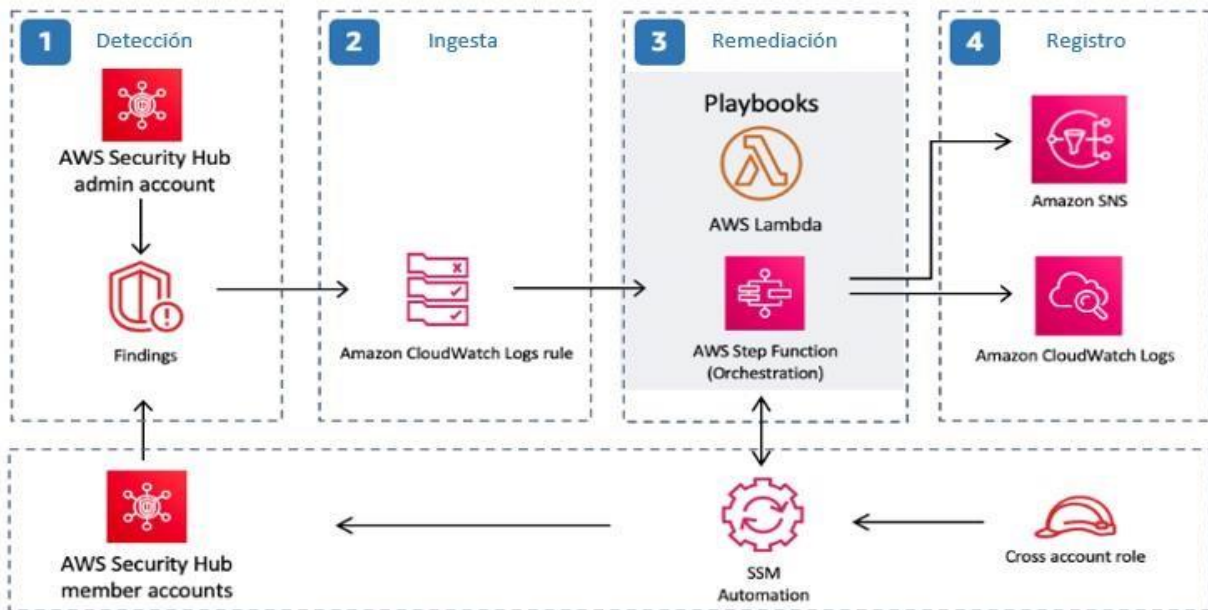 1
Detección
AWS Security Hub
admin account
Findings
2
Ingesta
Amazon CloudWatch Logs rule
3
Remediación
Playbooks
AWS Lambda
AWS Step Function
(Orchestration)
4
Registro
Amazon SNS
Amazon CloudWatch Logs
AWS Security Hub
member accounts
SSM
Automation
Cross account role